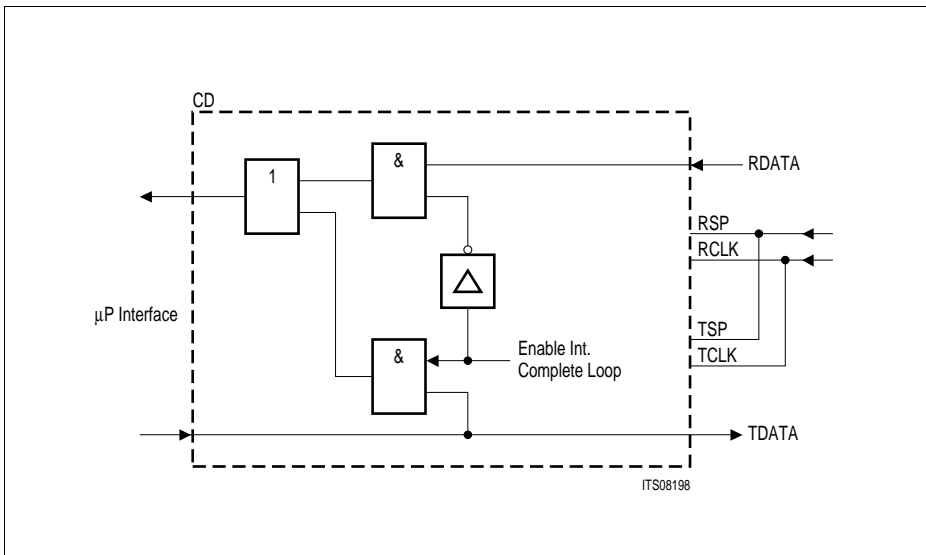 CD
&
RDATA
1
RSP
RCLK
μP Interface
TSP
&
Enable Int.
Complete Loop
TCLK
TDATA
ITS08198